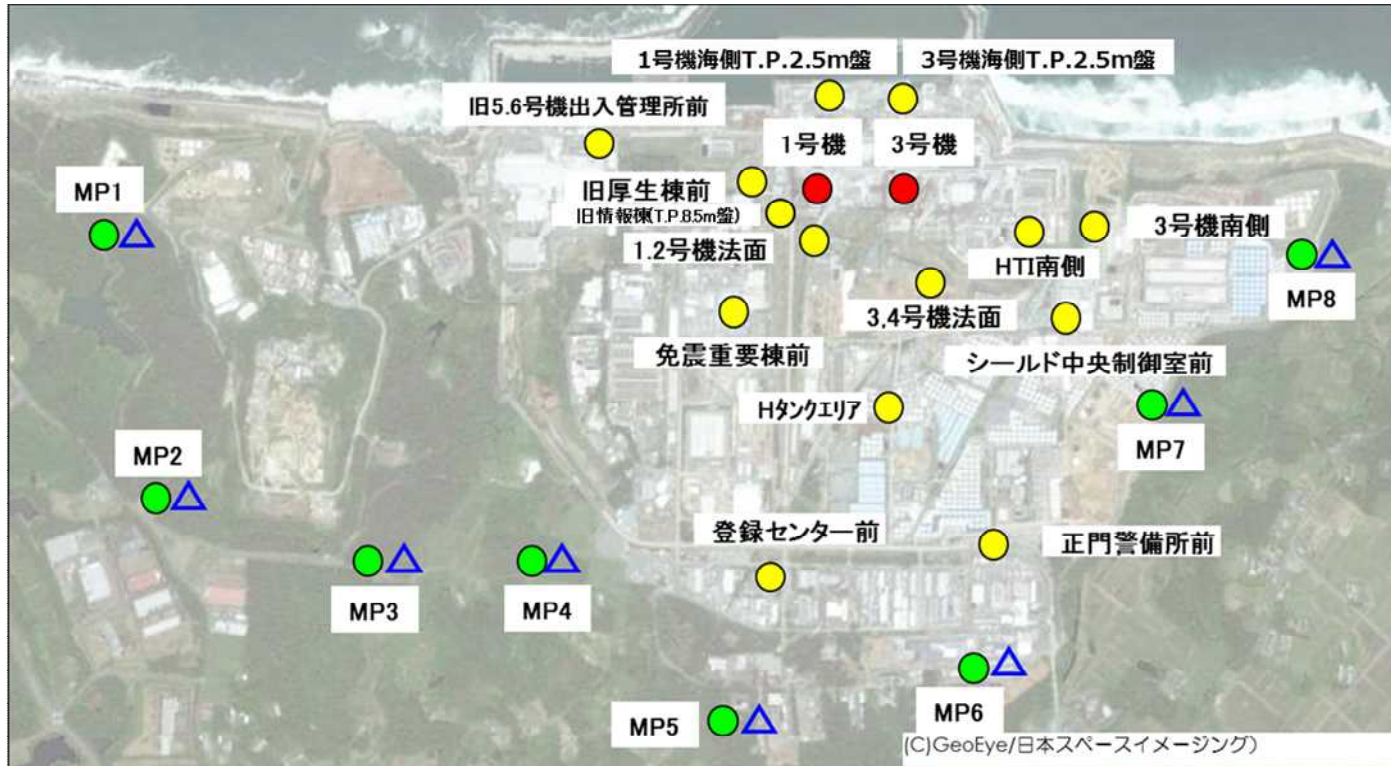 1号機海側T.P.2.5m盤
3号機海側T.P.2.5m盤
旧5.6号機出入管理所前
1号機
3号機
MP1
旧厚生棟前
旧情報棟(T.P.8.5m盤)
1.2号機法面
3号機南側
HTI南側
MP8
3,4号機法面
免震重要棟前
シールド中央制御室前
Hタンクエリア
MP7
MP2
登録センター前
正門警備所前
MP3
MP4
MP5
MP6
(C)GeoEye/日本スペースイメージング）